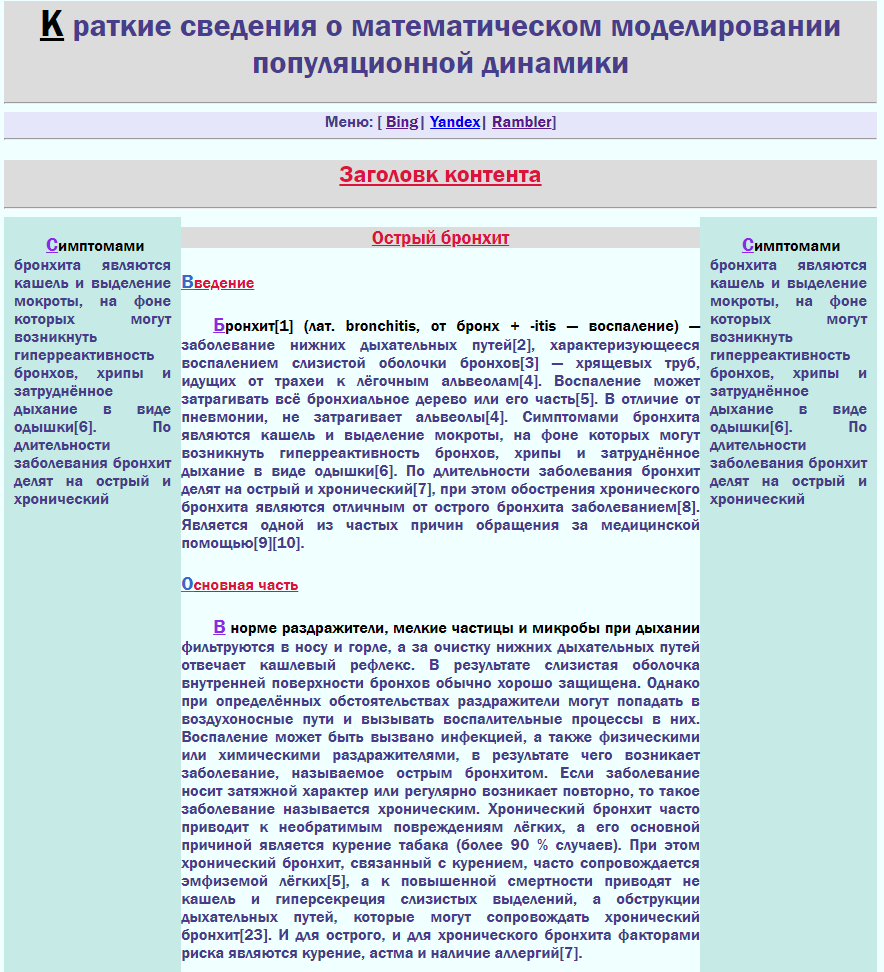 К раткие сведения о математическом моделировании
популяционной динамики
Меню: [ Bing| Yandex| Rambler]
Заголовк контента
Симптомами
бронхита являются
кашель и выделение
мокроты, на фоне
которых могут
возникнуть
гиперреактивность
бронхов, хрипы и
затруднённое
дыхание в виде
одышки[6]. По
длительности
заболевания бронхит
делят на острый и
хронический
Острый бронхит
Введение
Бронхит[1] (лат. bronchitis, от бронх + -itis — воспаление) —
заболевание нижних дыхательных путей[2], характеризующееся
воспалением слизистой оболочки бронхов[3] — хрящевых труб,
идущих от трахеи к лёгочным альвеолам[4]. Воспаление может
затрагивать всё бронхиальное дерево или его часть[5]. В отличие от
пневмонии, не затрагивает альвеолы[4]. Симптомами бронхита
являются кашель и выделение мокроты, на фоне которых могут
возникнуть гиперреактивность бронхов, хрипы и затруднённое
дыхание в виде одышки[6]. По длительности заболевания бронхит
делят на острый и хронический[7], при этом обострения хронического
бронхита являются отличным от острого бронхита заболеванием[8].
Является одной из частых причин обращения за медицинской
помощью[9][10].
Основная часть
В норме раздражители, мелкие частицы и микробы при дыхании
фильтруются в носу и горле, а за очистку нижних дыхательных путей
отвечает кашлевый рефлекс. В результате слизистая оболочка
внутренней поверхности бронхов обычно хорошо защищена. Однако
при определённых обстоятельствах раздражители могут попадать в
воздухоносные пути и вызывать воспалительные процессы в них.
Воспаление может быть вызвано инфекцией, а также физическими
или химическими раздражителями, в результате чего возникает
заболевание, называемое острым бронхитом. Если заболевание
носит затяжной характер или регулярно возникает повторно, то такое
заболевание называется хроническим. Хронический бронхит часто
приводит к необратимым повреждениям лёгких, а его основной
причиной является курение табака (более 90 % случаев). При этом
хронический бронхит, связанный с курением, часто сопровождается
эмфиземой лёгких[5], а к повышенной смертности приводят не
кашель и гиперсекреция слизистых выделений, а обструкции
дыхательных путей, которые могут сопровождать хронический
бронхит[23]. И для острого, и для хронического бронхита факторами
риска являются курение, астма и наличие аллергий[7].
Симптомами
бронхита являются
кашель и выделение
мокроты, на фоне
которых могут
возникнуть
гиперреактивность
бронхов, хрипы и
затруднённое
дыхание в виде
одышки[6]. По
длительности
заболевания бронхит
делят на острый и
хронический